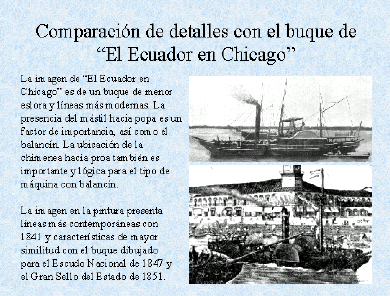 Comparación de detalles con el buque de
“El Ecuador en Chicago”
La imagen de “El Ecuador en
Chicago” es de un buque de menor
eslora y líneas más modernas. La
presencia del mástil hacia popa es un
factor de importancia, así como el
balancín. La ubicación de la
chimenea hacia proa también es
importante y lógica para el tipo de
máquina con balancín.
La imagen en la pintura presenta
líneas más contemporáneas con
1841 y características de mayor
similitud con el buque dibujado
para el Escudo Nacional de 1847 y
el Gran Sello del Estado de 1851.